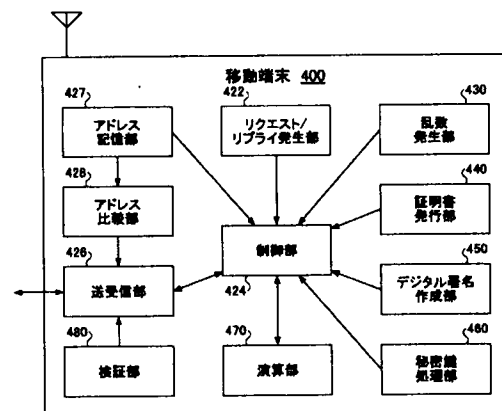 移動端末 400
427
アドレス
記憶部
422
リクエスト/
リプライ発生部
430
乱数
発生部
428
アドレス
比較部
440
証明書
発行部
426
送受信部
制御部
424
450
デジタル署名
作成部
480
検証部
470
演算部
460
秘密鍵
処理部